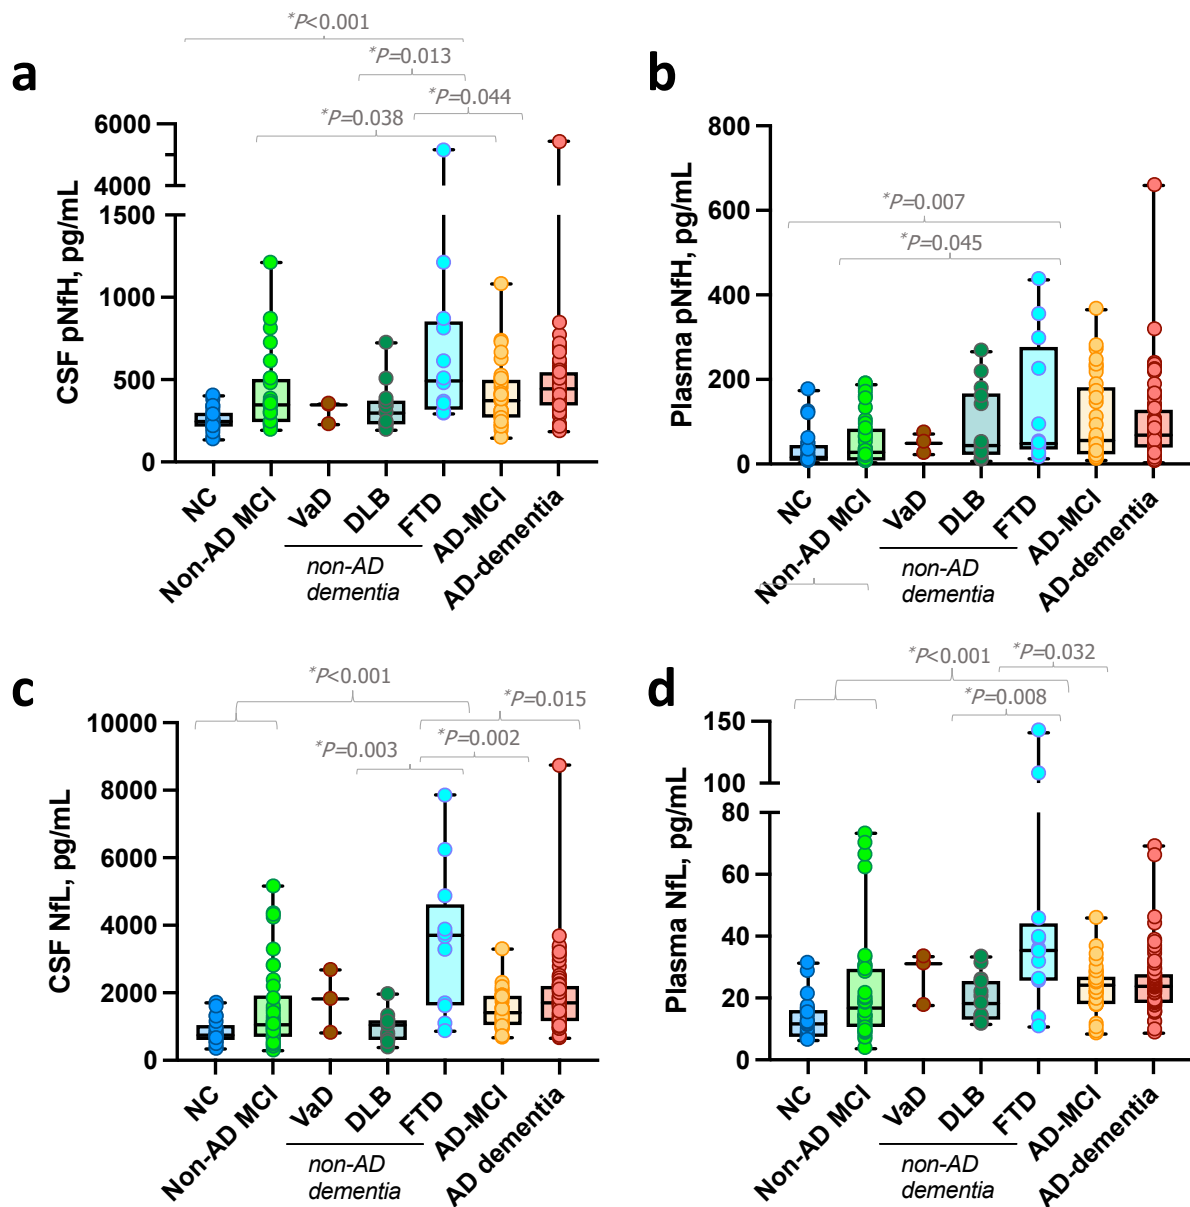 a
*P<0.001
*P=0.013
*P=0.044
*P=0.038
CSF pNfH, pg/mL
6000
4000
1500
1000
500
0
NC
Non-AD MCI
VaD
DLB
FTD
AD-MCI
AD-dementia
non-AD
dementia
b
*P=0.007
*P=0.045
Plasma pNfH, pg/mL
800
600
400
200
0
NC
Non-AD MCI
VaD
DLB
FTD
AD-MCI
AD-dementia
non-AD
dementia
c
*P<0.001
*P=0.015
*P=0.003
*P=0.002
CSF NfL, pg/mL
10000
8000
6000
4000
2000
0
NC
Non-AD MCI
VaD
DLB
FTD
AD-MCI
AD dementia
non-AD
dementia
d
*P<0.001
*P=0.032
*P=0.008
Plasma NfL, pg/mL
150
100
80
60
40
20
0
NC
Non-AD MCI
VaD
DLB
FTD
AD-MCI
AD-dementia
non-AD
dementia